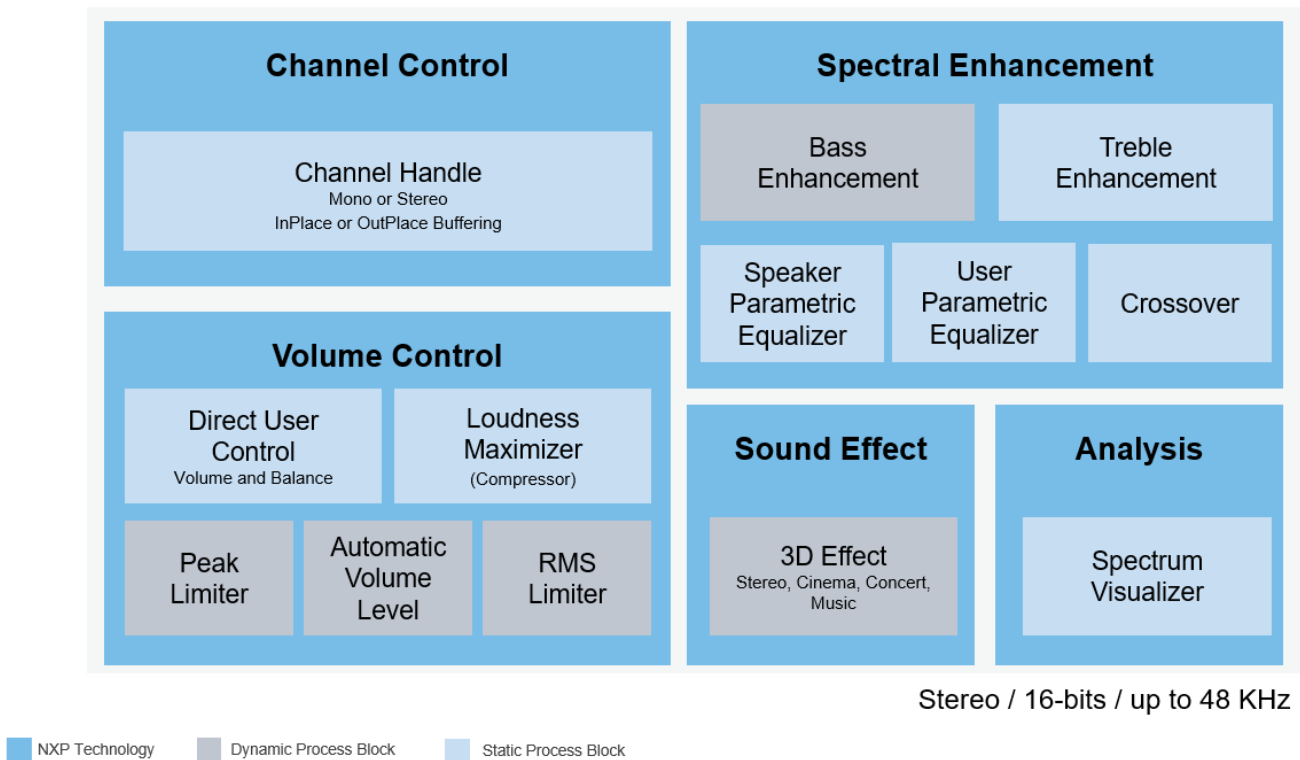 Channel Control
Channel Handle
Mono or Stereo
InPlace or OutPlace Buffering
Volume Control
Direct User
Control
Volume and Balance
Loudness
Maximizer
(Compressor)
Peak
Limiter
Automatic
Volume
Level
RMS
Limiter
Spectral Enhancement
Bass
Enhancement
Treble
Enhancement
Speaker
Parametric
Equalizer
User
Parametric
Equalizer
Crossover
Sound Effect
3D Effect
Stereo, Cinema, Concert,
Music
Analysis
Spectrum
Visualizer
Stereo / 16-bits / up to 48 KHz
NXP Technology
Dynamic Process Block
Static Process Block